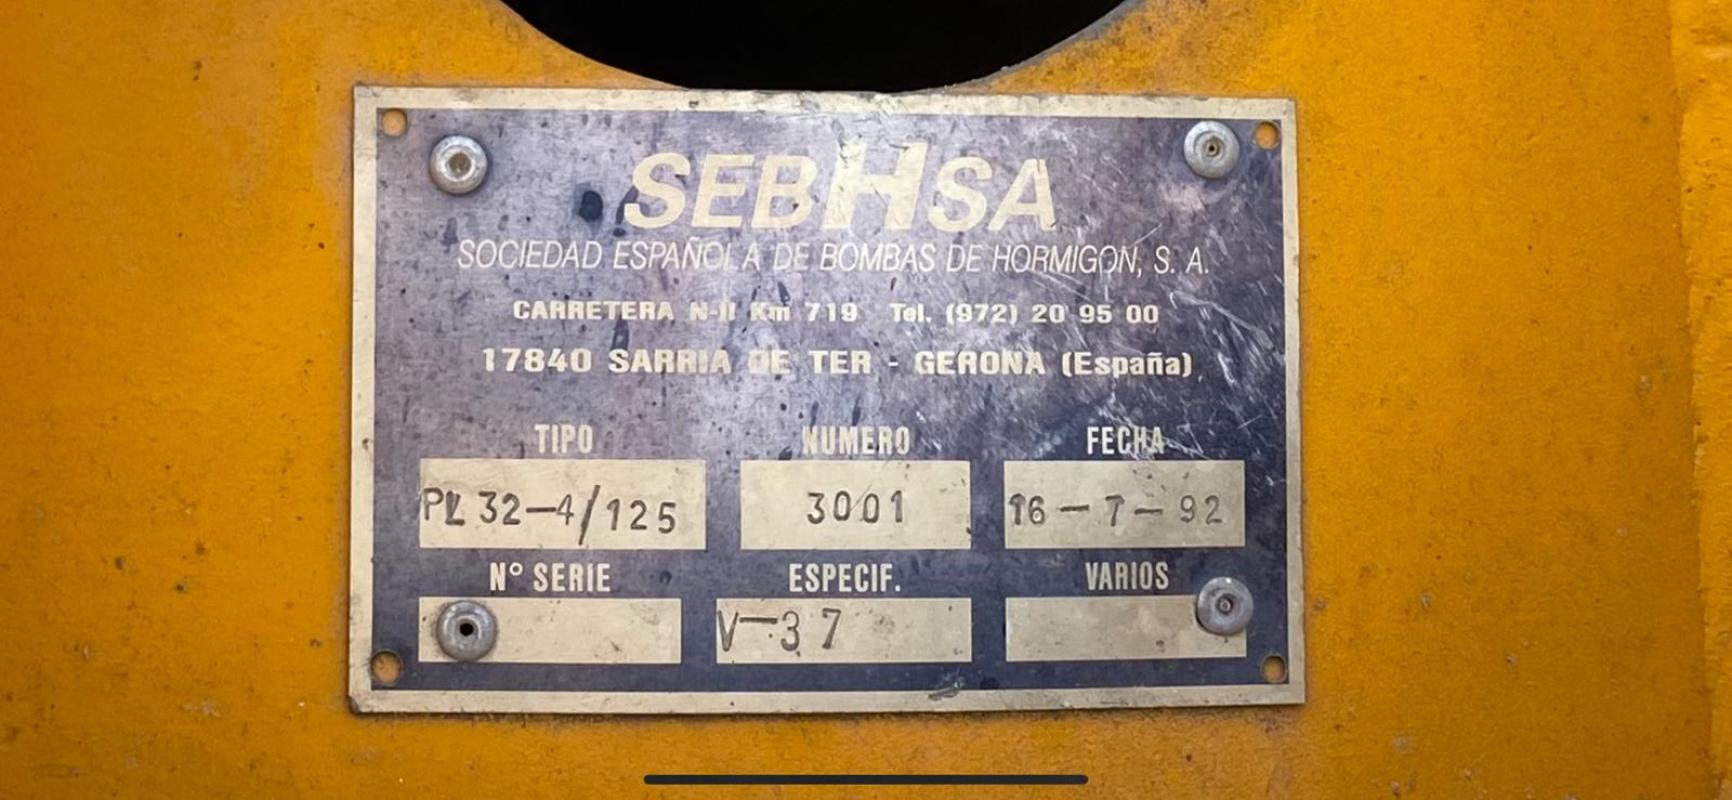 SEBHSA
SOCIEDAD ESPAÑOLA DE BOMBAS DE HORMIGON, S. A.
CARRETERA N-II Km 719 Tel. (972) 20 95 00
17840 SARRIA DE TER - GERONA (España)
TIPO NUMERO FECHA
PL 32-4/125 3001 16-7-92
Nº SERIE ESPECIF. VARIOS
V-37